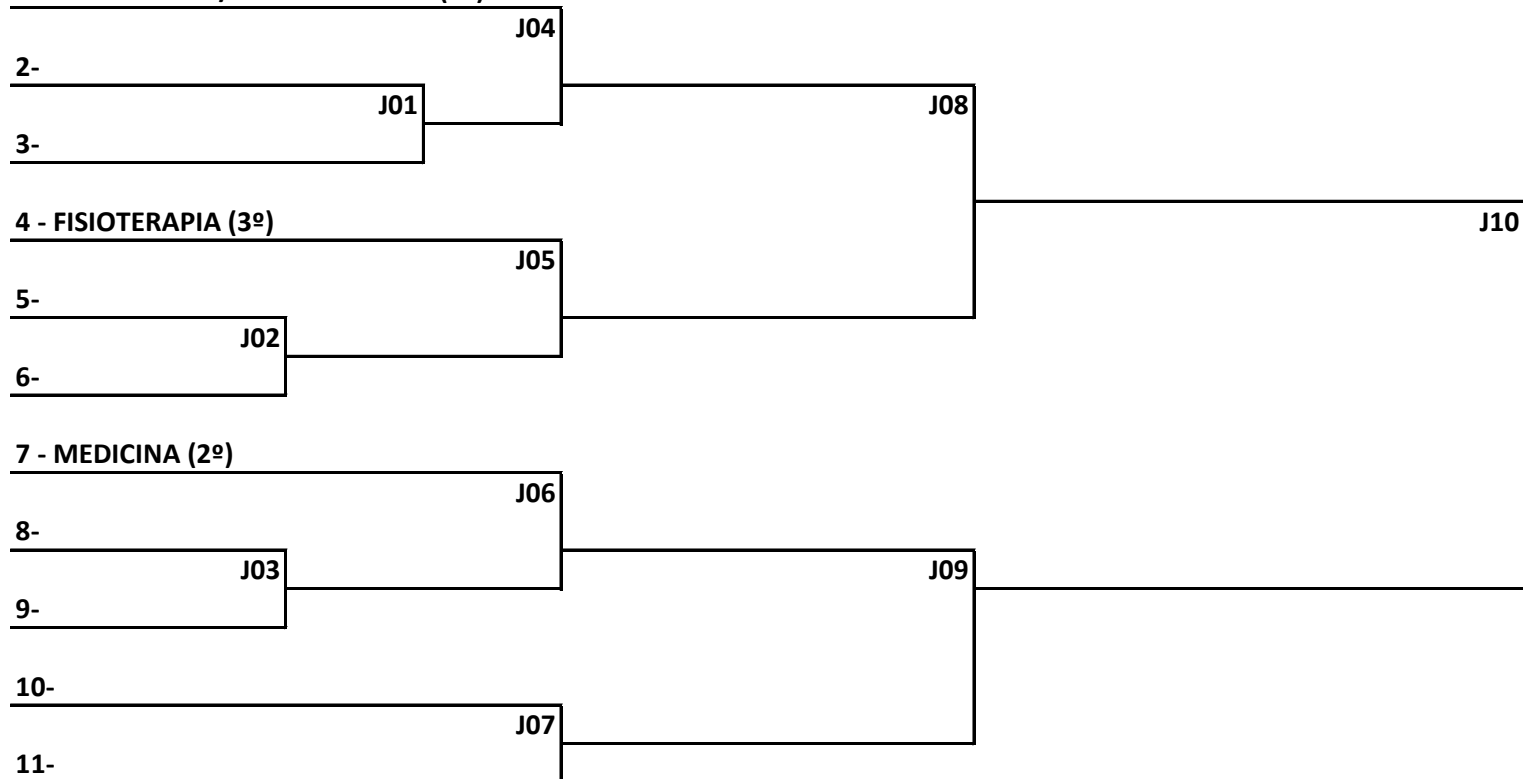 J04
2-
J01
J08
3-
4 - FISIOTERAPIA (3º)
J10
J05
5-
J02
6-
7 - MEDICINA (2º)
J06
8-
J03
J09
9-
10-
J07
11-